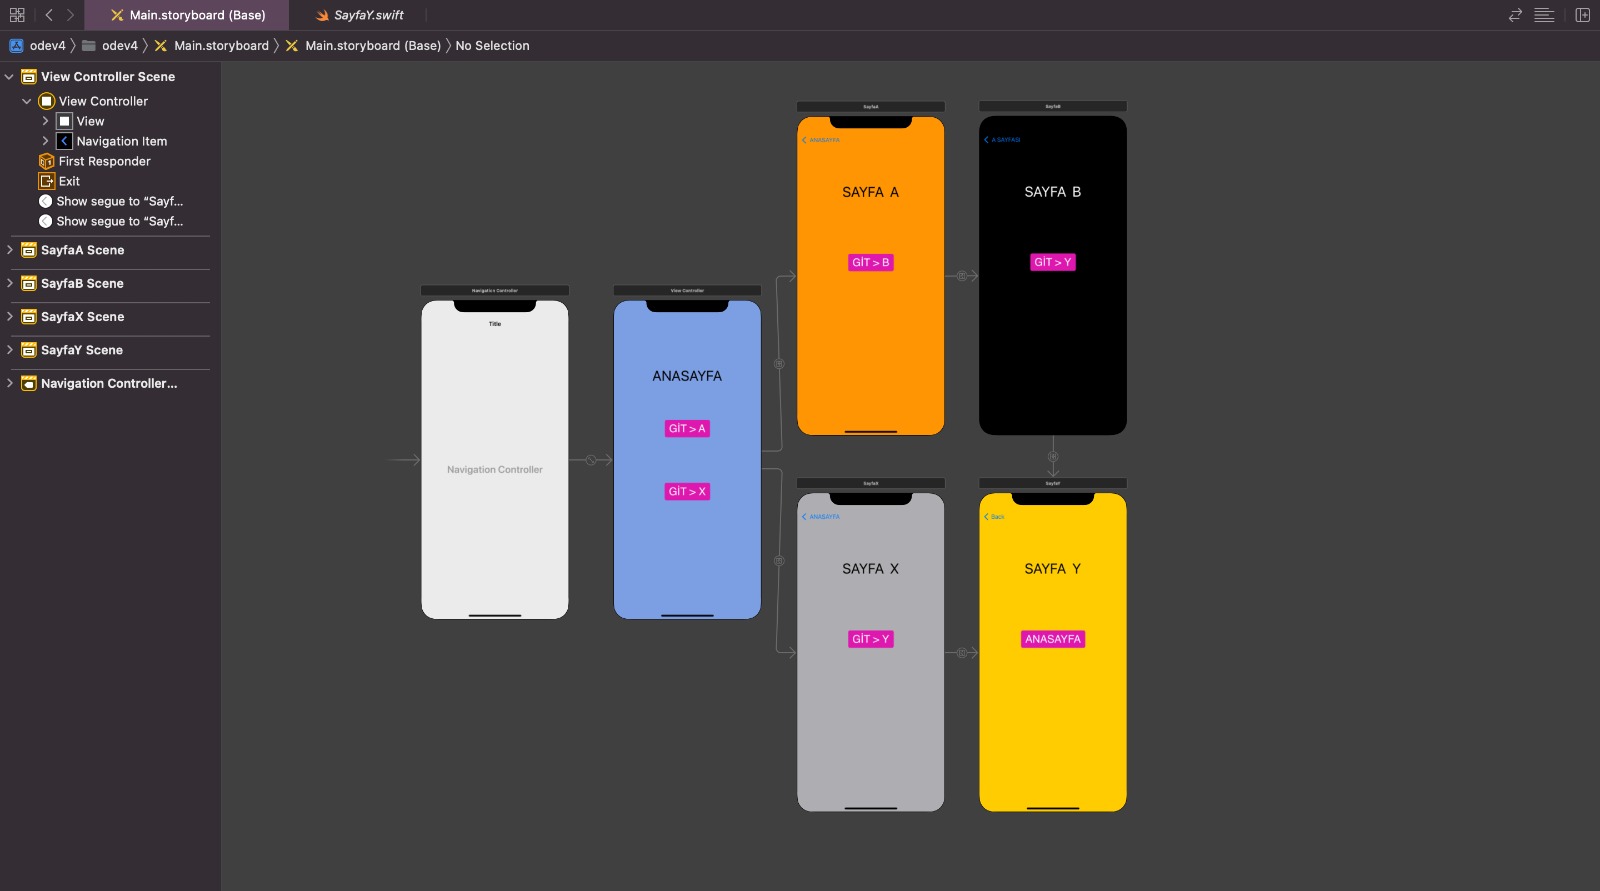 Main.storyboard (Base)
SayfaY.swift
odev4 odev4 Main.storyboard Main.storyboard (Base) No Selection
View Controller Scene
View Controller
View
Navigation Item
First Responder
Exit
Show segue to “Sayf...
Show segue to “Sayf...
SayfaA Scene
SayfaB Scene
SayfaX Scene
SayfaY Scene
Navigation Controller...
Navigation Controller
Title
Navigation Controller
View Controller
ANASAYFA
GİT > A
GİT > X
SayfaA
ANASAYFA
SAYFA A
GİT > B
SayfaB
A SAYFASI
SAYFA B
GİT > Y
SayfaX
ANASAYFA
SAYFA X
GİT > Y
SayfaY
Back
SAYFA Y
ANASAYFA